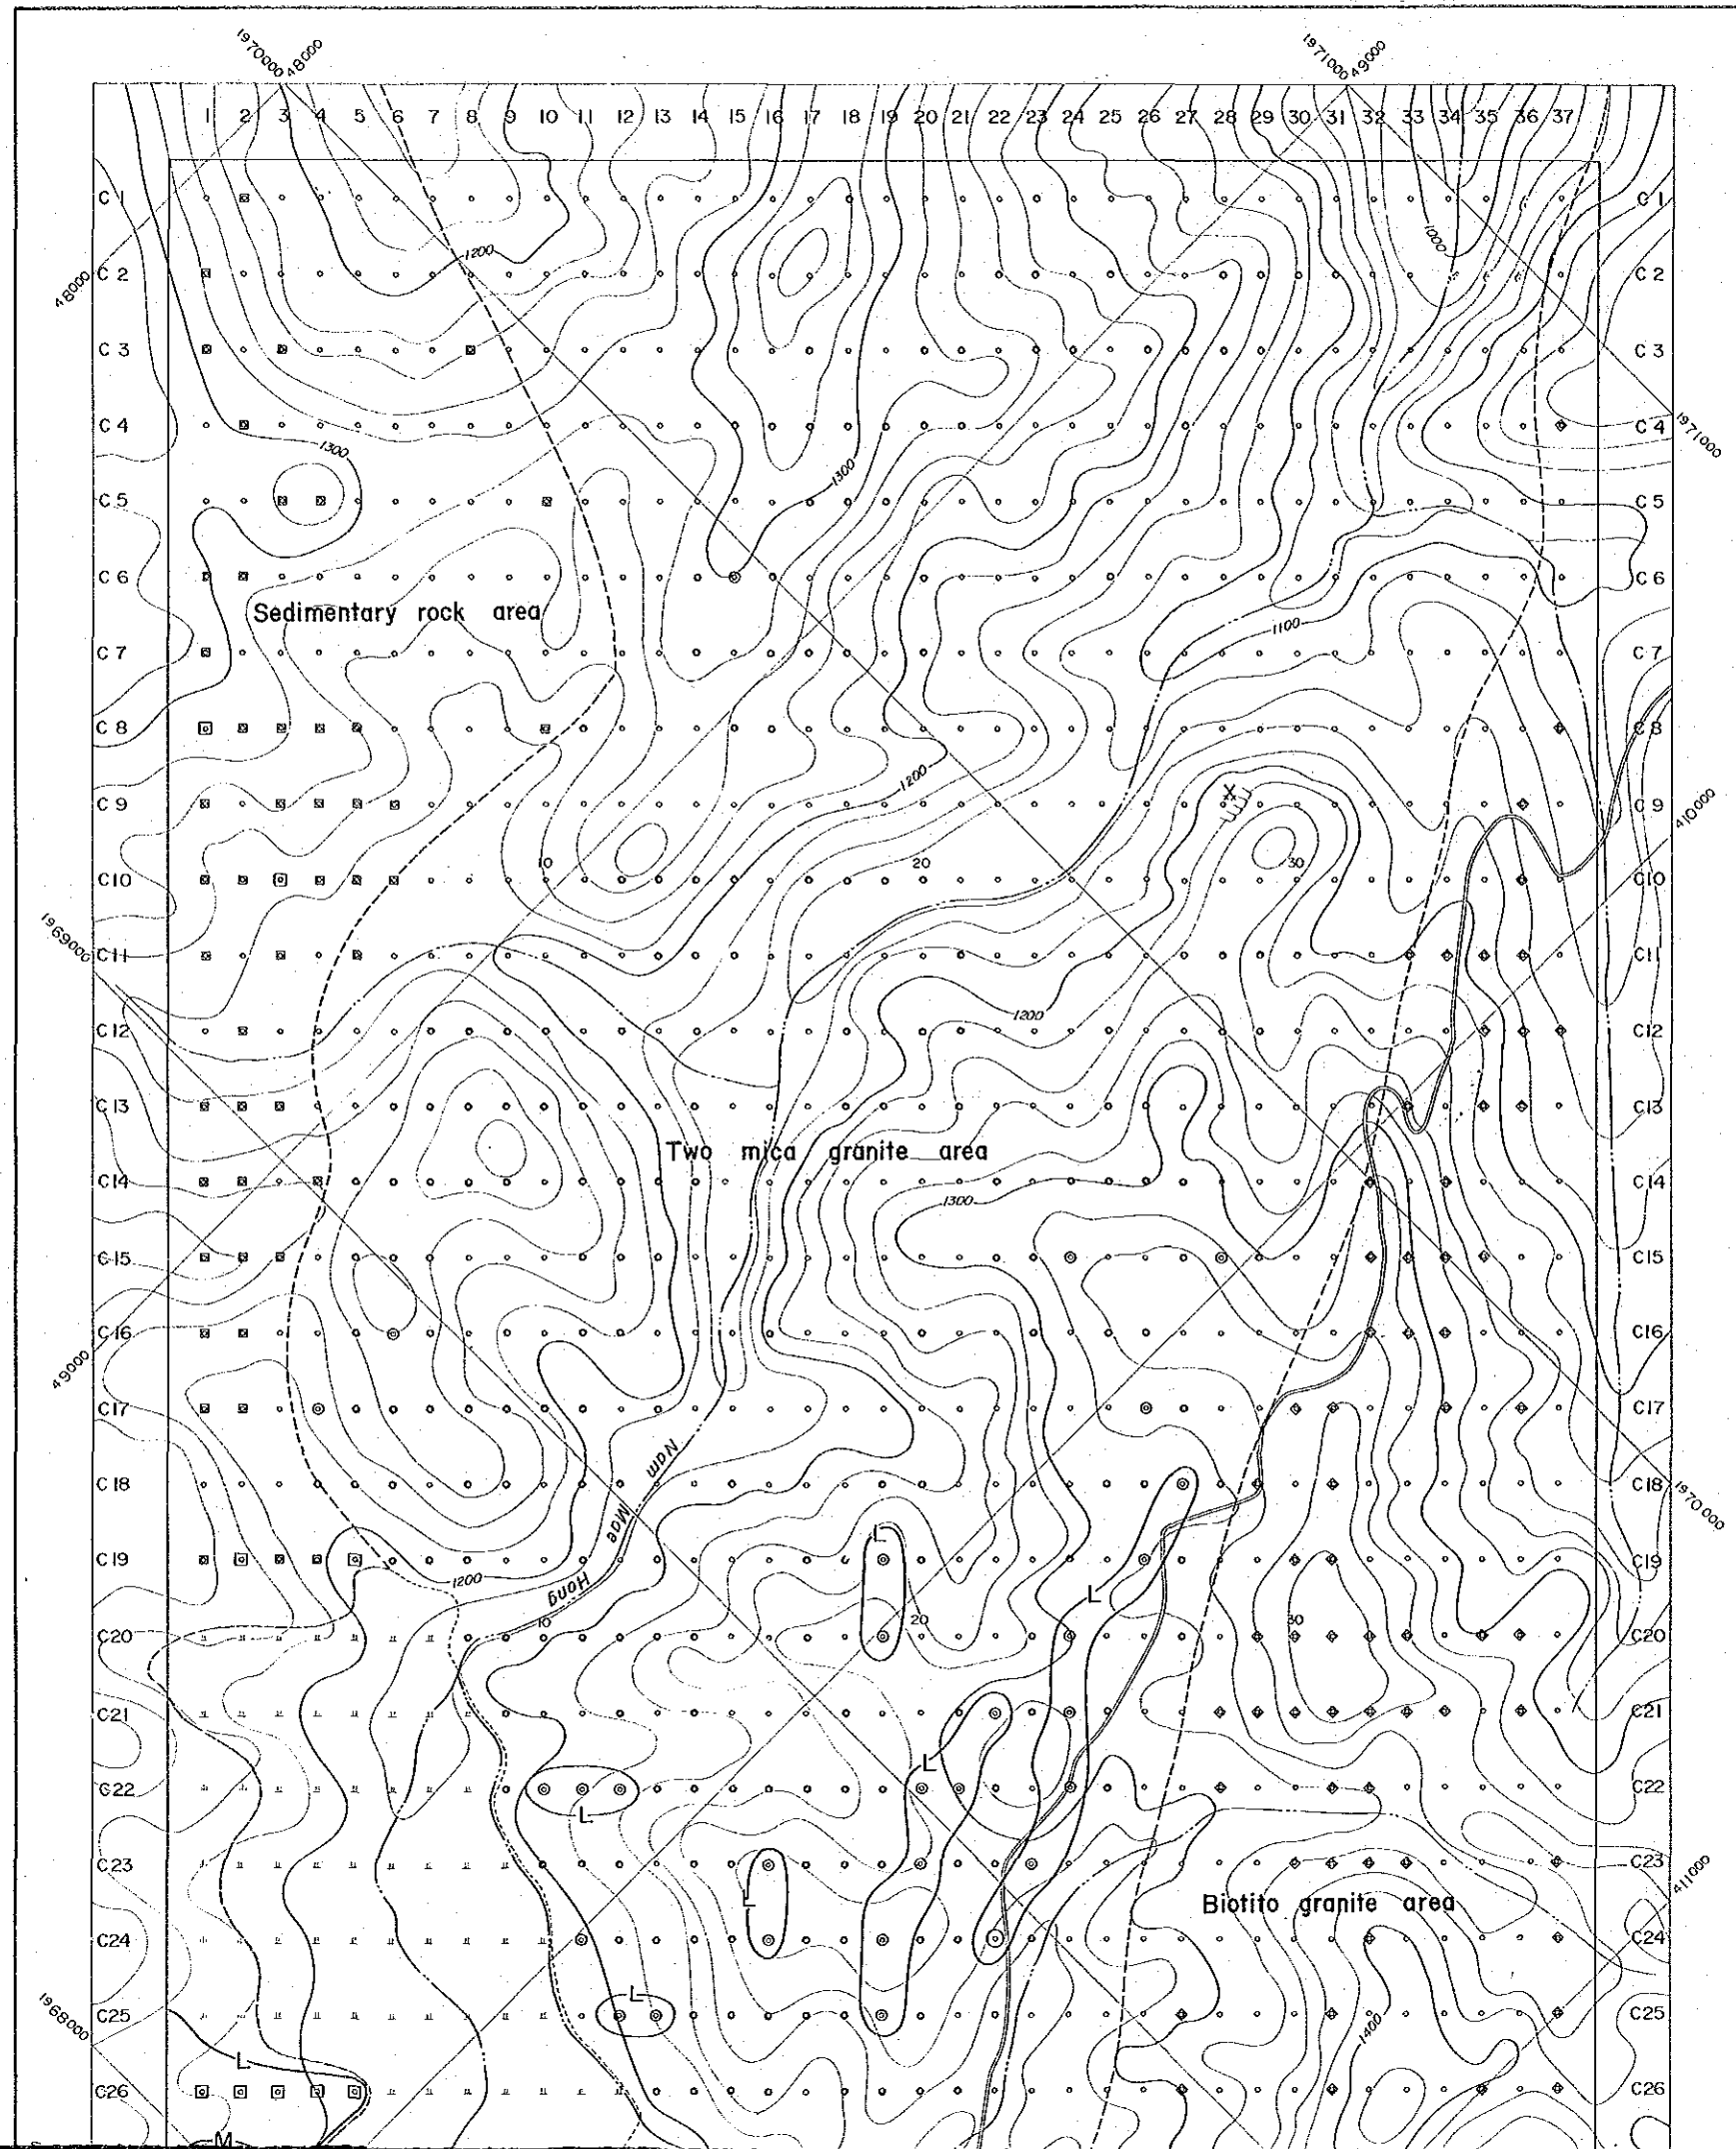 1970000 48000 1971000 49000
1 2 3 4 5 6 7 8 9 10 11 12 13 14 15 16 17 18 19 20 21 22 23 24 25 26 27 28 29 30 31 32 33 34 35 36 37
C 1 C 1
1200 1000
48000 C 2 C 2
C 3 C 3
C 4 C 4
1300 1300 1971000
C 5 C 5
C 6 C 6
Sedimentary rock area
1100
C 7 C 7
C 8 C 8
1200
X
C 9 C 9 410000
10 20 30
C10 C10
1969000 C11 C11
1200
C12 C12
C13 C13
Two mica granite area
C14 C14
1300
C15 C15
C16 C16
49000
C17 C17
Nam
C18 C18 1970000
Mae
L
C19 C19
1200 Hong L
10 20 30
C20 C20
C21 C21
L
C22 C22
L
C23 C23 411000
L Biotito granite area
C24 C24
1968000 L
C25 C25
1400
L
C26 C26
M